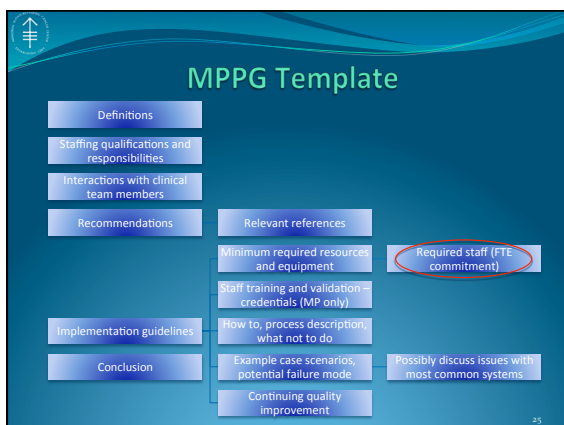 MPPG Template
Definitions
Staffing qualifications and
responsibilities
Interactions with clinical
team members
Recommendations
Relevant references
Minimum required resources
and equipment
Required staff (FTE
commitment)
Staff training and validation –
credentials (MP only)
Implementation guidelines
How to, process description,
what not to do
Conclusion
Example case scenarios,
potential failure mode
Possibly discuss issues with
most common systems
Continuing quality
improvement
25